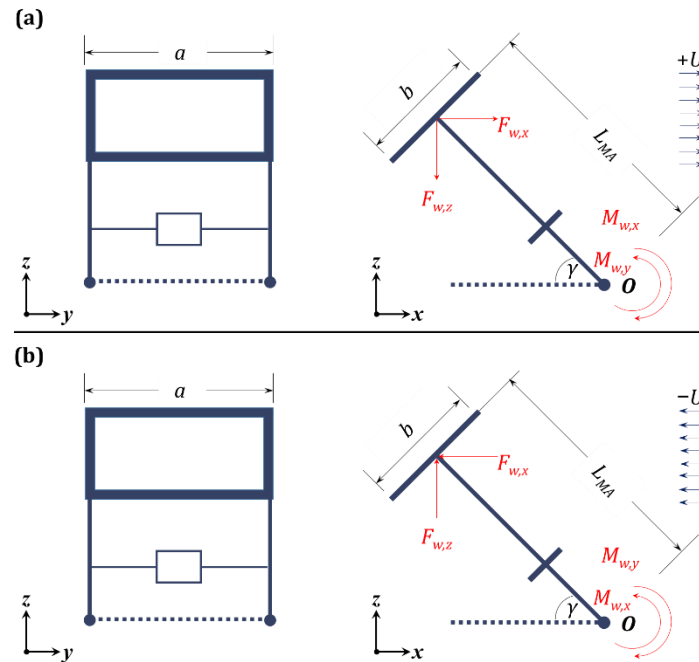 (a)
a
b
F_{w,x}
F_{w,z}
L_{MA}
+U
M_{w,x}
M_{w,y}
γ
O
z
y
z
x
(b)
a
b
F_{w,x}
F_{w,z}
L_{MA}
−U
M_{w,y}
M_{w,x}
γ
O
z
y
z
x